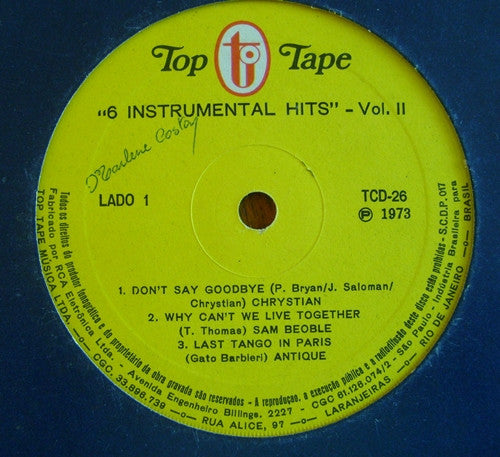 Top tt Tape
"6 INSTRUMENTAL HITS" - Vol. II
Marlene Costa
LADO 1
TCD-26
Ⓟ 1973
1. DON'T SAY GOODBYE (P. Bryan/J. Saloman/
Chrystian) CHRYSTIAN
2. WHY CAN'T WE LIVE TOGETHER
(T. Thomas) SAM BEOBLE
3. LAST TANGO IN PARIS
(Gato Barbieri) ANTIQUE
Todos os direitos do produtor fonográfico e do proprietário da obra gravada são reservados - A reprodução, a execução pública e a radiodifusão deste disco estão proibidas - S.C.D.P. 017
Fabricado por RCA Eletrônica Ltda. - Avenida Engenheiro Billings, 2227 - CGC 61.126.074/2 - São Paulo - Indústria Brasileira para
TOP TAPE MÚSICA LTDA. - CGC. 33.896.739 -o- RUA ALICE, 97 -o- LARANJEIRAS -o- RIO DE JANEIRO -o- BRASIL